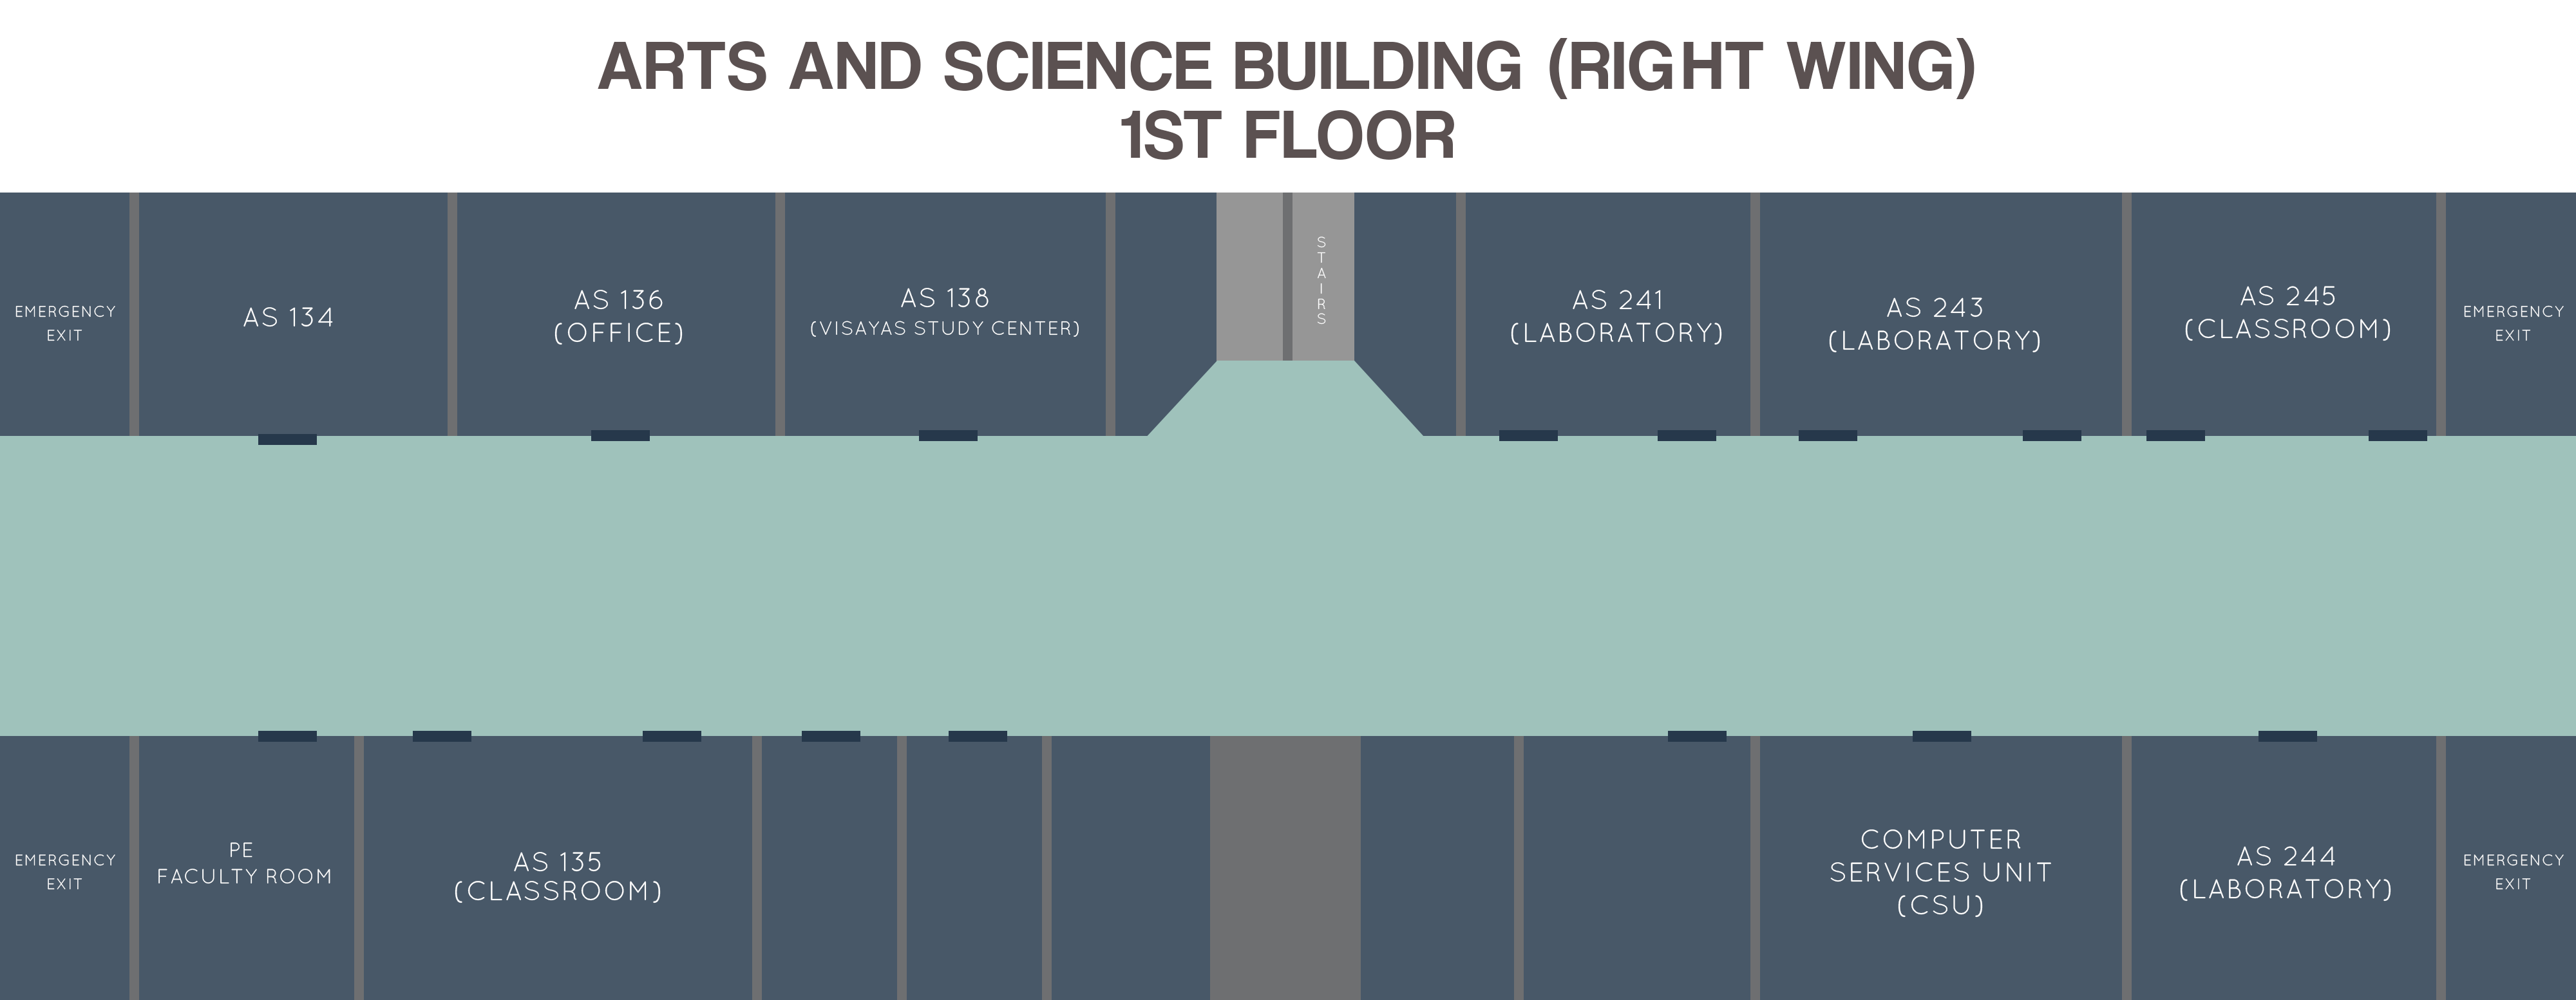 ARTS AND SCIENCE BUILDING (RIGHT WING)
1ST FLOOR
EMERGENCY
EXIT
AS 134
AS 136
(OFFICE)
AS 138
(VISAYAS STUDY CENTER)
STAIRS
AS 241
(LABORATORY)
AS 243
(LABORATORY)
AS 245
(CLASSROOM)
EMERGENCY
EXIT
EMERGENCY
EXIT
PE
FACULTY ROOM
AS 135
(CLASSROOM)
COMPUTER
SERVICES UNIT
(CSU)
AS 244
(LABORATORY)
EMERGENCY
EXIT